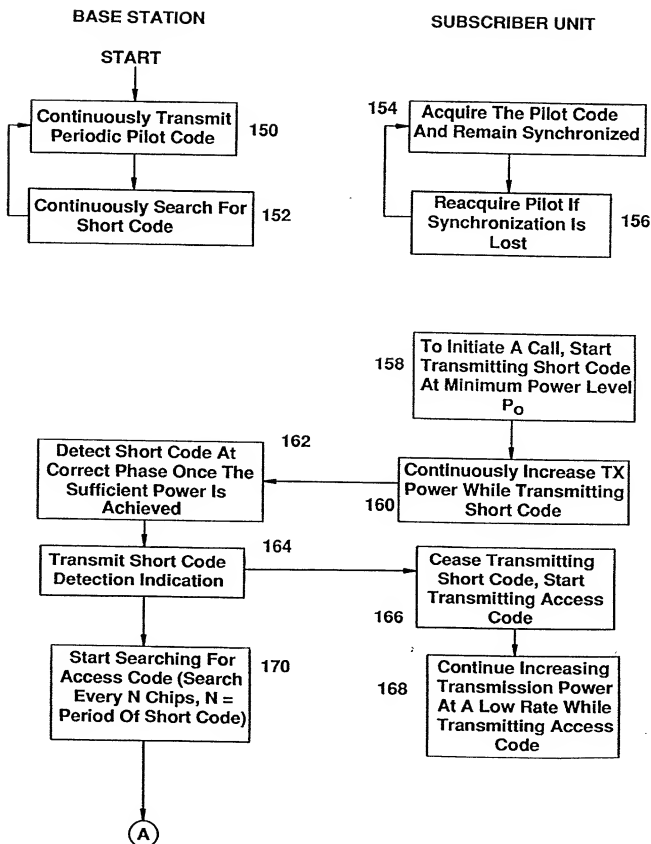 BASE STATION
SUBSCRIBER UNIT
START
Continuously Transmit
Periodic Pilot Code
150
Continuously Search For
Short Code
152
154
Acquire The Pilot Code
And Remain Synchronized
Reacquire Pilot If
Synchronization Is
Lost
156
158
To Initiate A Call, Start
Transmitting Short Code
At Minimum Power Level
Po
Continuously Increase TX
Power While Transmitting
Short Code
160
162
Detect Short Code At
Correct Phase Once The
Sufficient Power Is
Achieved
164
Transmit Short Code
Detection Indication
Cease Transmitting
Short Code, Start
Transmitting Access
Code
166
170
Start Searching For
Access Code (Search
Every N Chips, N =
Period Of Short Code)
168
Continue Increasing
Transmission Power
At A Low Rate While
Transmitting Access
Code
A